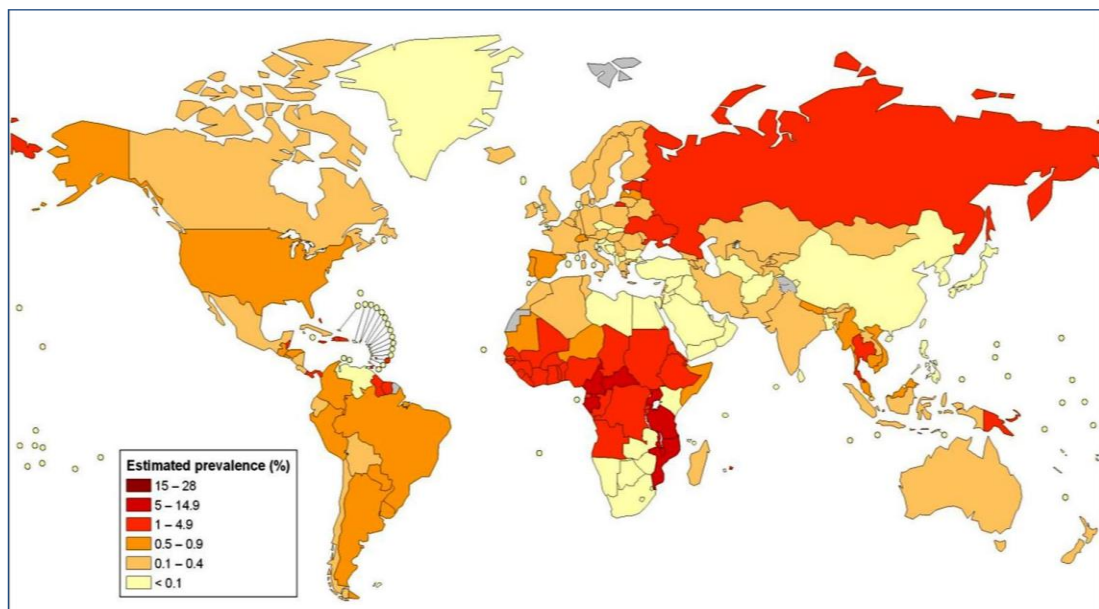 Estimated prevalence (%)
15 – 28
5 – 14.9
1 – 4.9
0.5 – 0.9
0.1 – 0.4
< 0.1